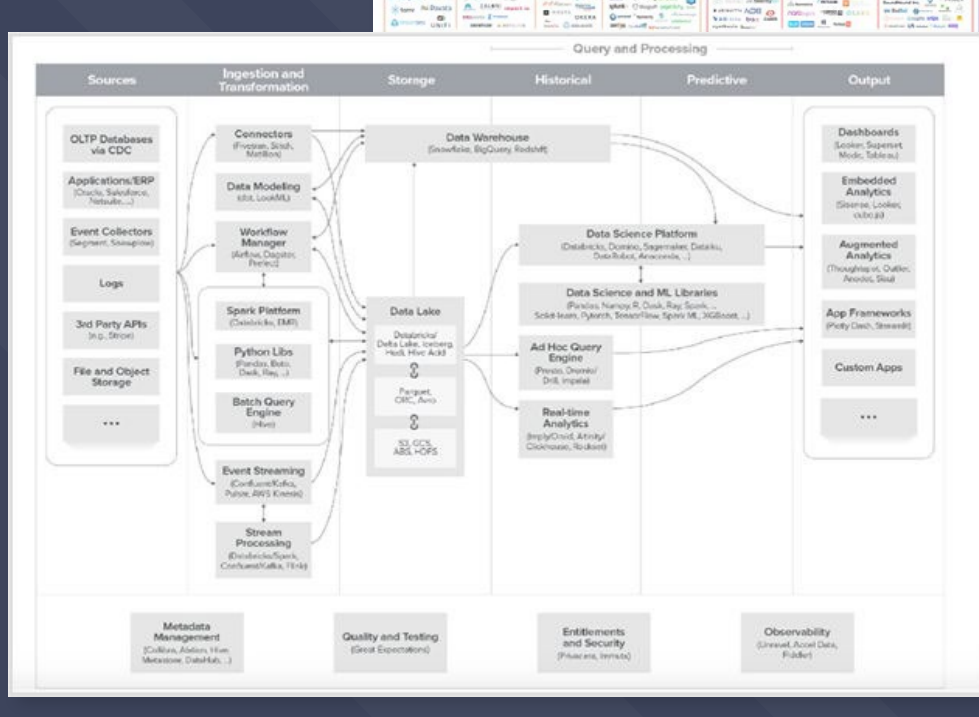 Query and Processing
Sources
Ingestion and
Transformation
Storage
Historical
Predictive
Output
OLTP Databases
via CDC
Applications/ERP
(Oracle, Salesforce,
Netsuite, ...)
Event Collectors
(Segment, Snowplow)
Logs
3rd Party APIs
(e.g., Stripe)
File and Object
Storage
...
Connectors
(Fivetran, Stitch,
Matillion)
Data Modeling
(dbt, LookML)
Workflow
Manager
(Airflow, Dagster,
Prefect)
Spark Platform
(Databricks, EMR)
Python Libs
(Pandas, Boto,
Dask, Ray, ...)
Batch Query
Engine
(Hive)
Event Streaming
(Confluent/Kafka,
Pulsar, AWS Kinesis)
Stream
Processing
(Databricks/Spark,
Confluent/Kafka, Flink)
Data Warehouse
(Snowflake, BigQuery, Redshift)
Data Lake
Databricks/
Delta Lake, Iceberg,
Hudi, Hive Acid
Parquet,
ORC, Avro
S3, GCS,
ABS, HDFS
Data Science Platform
(Databricks, Domino, Sagemaker, Dataiku,
DataRobot, Anaconda, ...)
Data Science and ML Libraries
(Pandas, Numpy, R, Dask, Ray, Spark, ...
Scikit-learn, Pytorch, TensorFlow, Spark ML, XGBoost, ...)
Ad Hoc Query
Engine
(Presto, Dremio/
Drill, Impala)
Real-time
Analytics
(Imply/Druid, Altinity/
Clickhouse, Rockset)
Dashboards
(Looker, Superset,
Mode, Tableau)
Embedded
Analytics
(Sisense, Looker,
cube.js)
Augmented
Analytics
(Thoughtspot, Outlier,
Anodot, Sisu)
App Frameworks
(Plotly Dash, Streamlit)
Custom Apps
...
Metadata
Management
(Collibra, Alation, Hive
Metastore, DataHub, ...)
Quality and Testing
(Great Expectations)
Entitlements
and Security
(Privacera, Immuta)
Observability
(Unravel, Accel Data,
Fiddler)